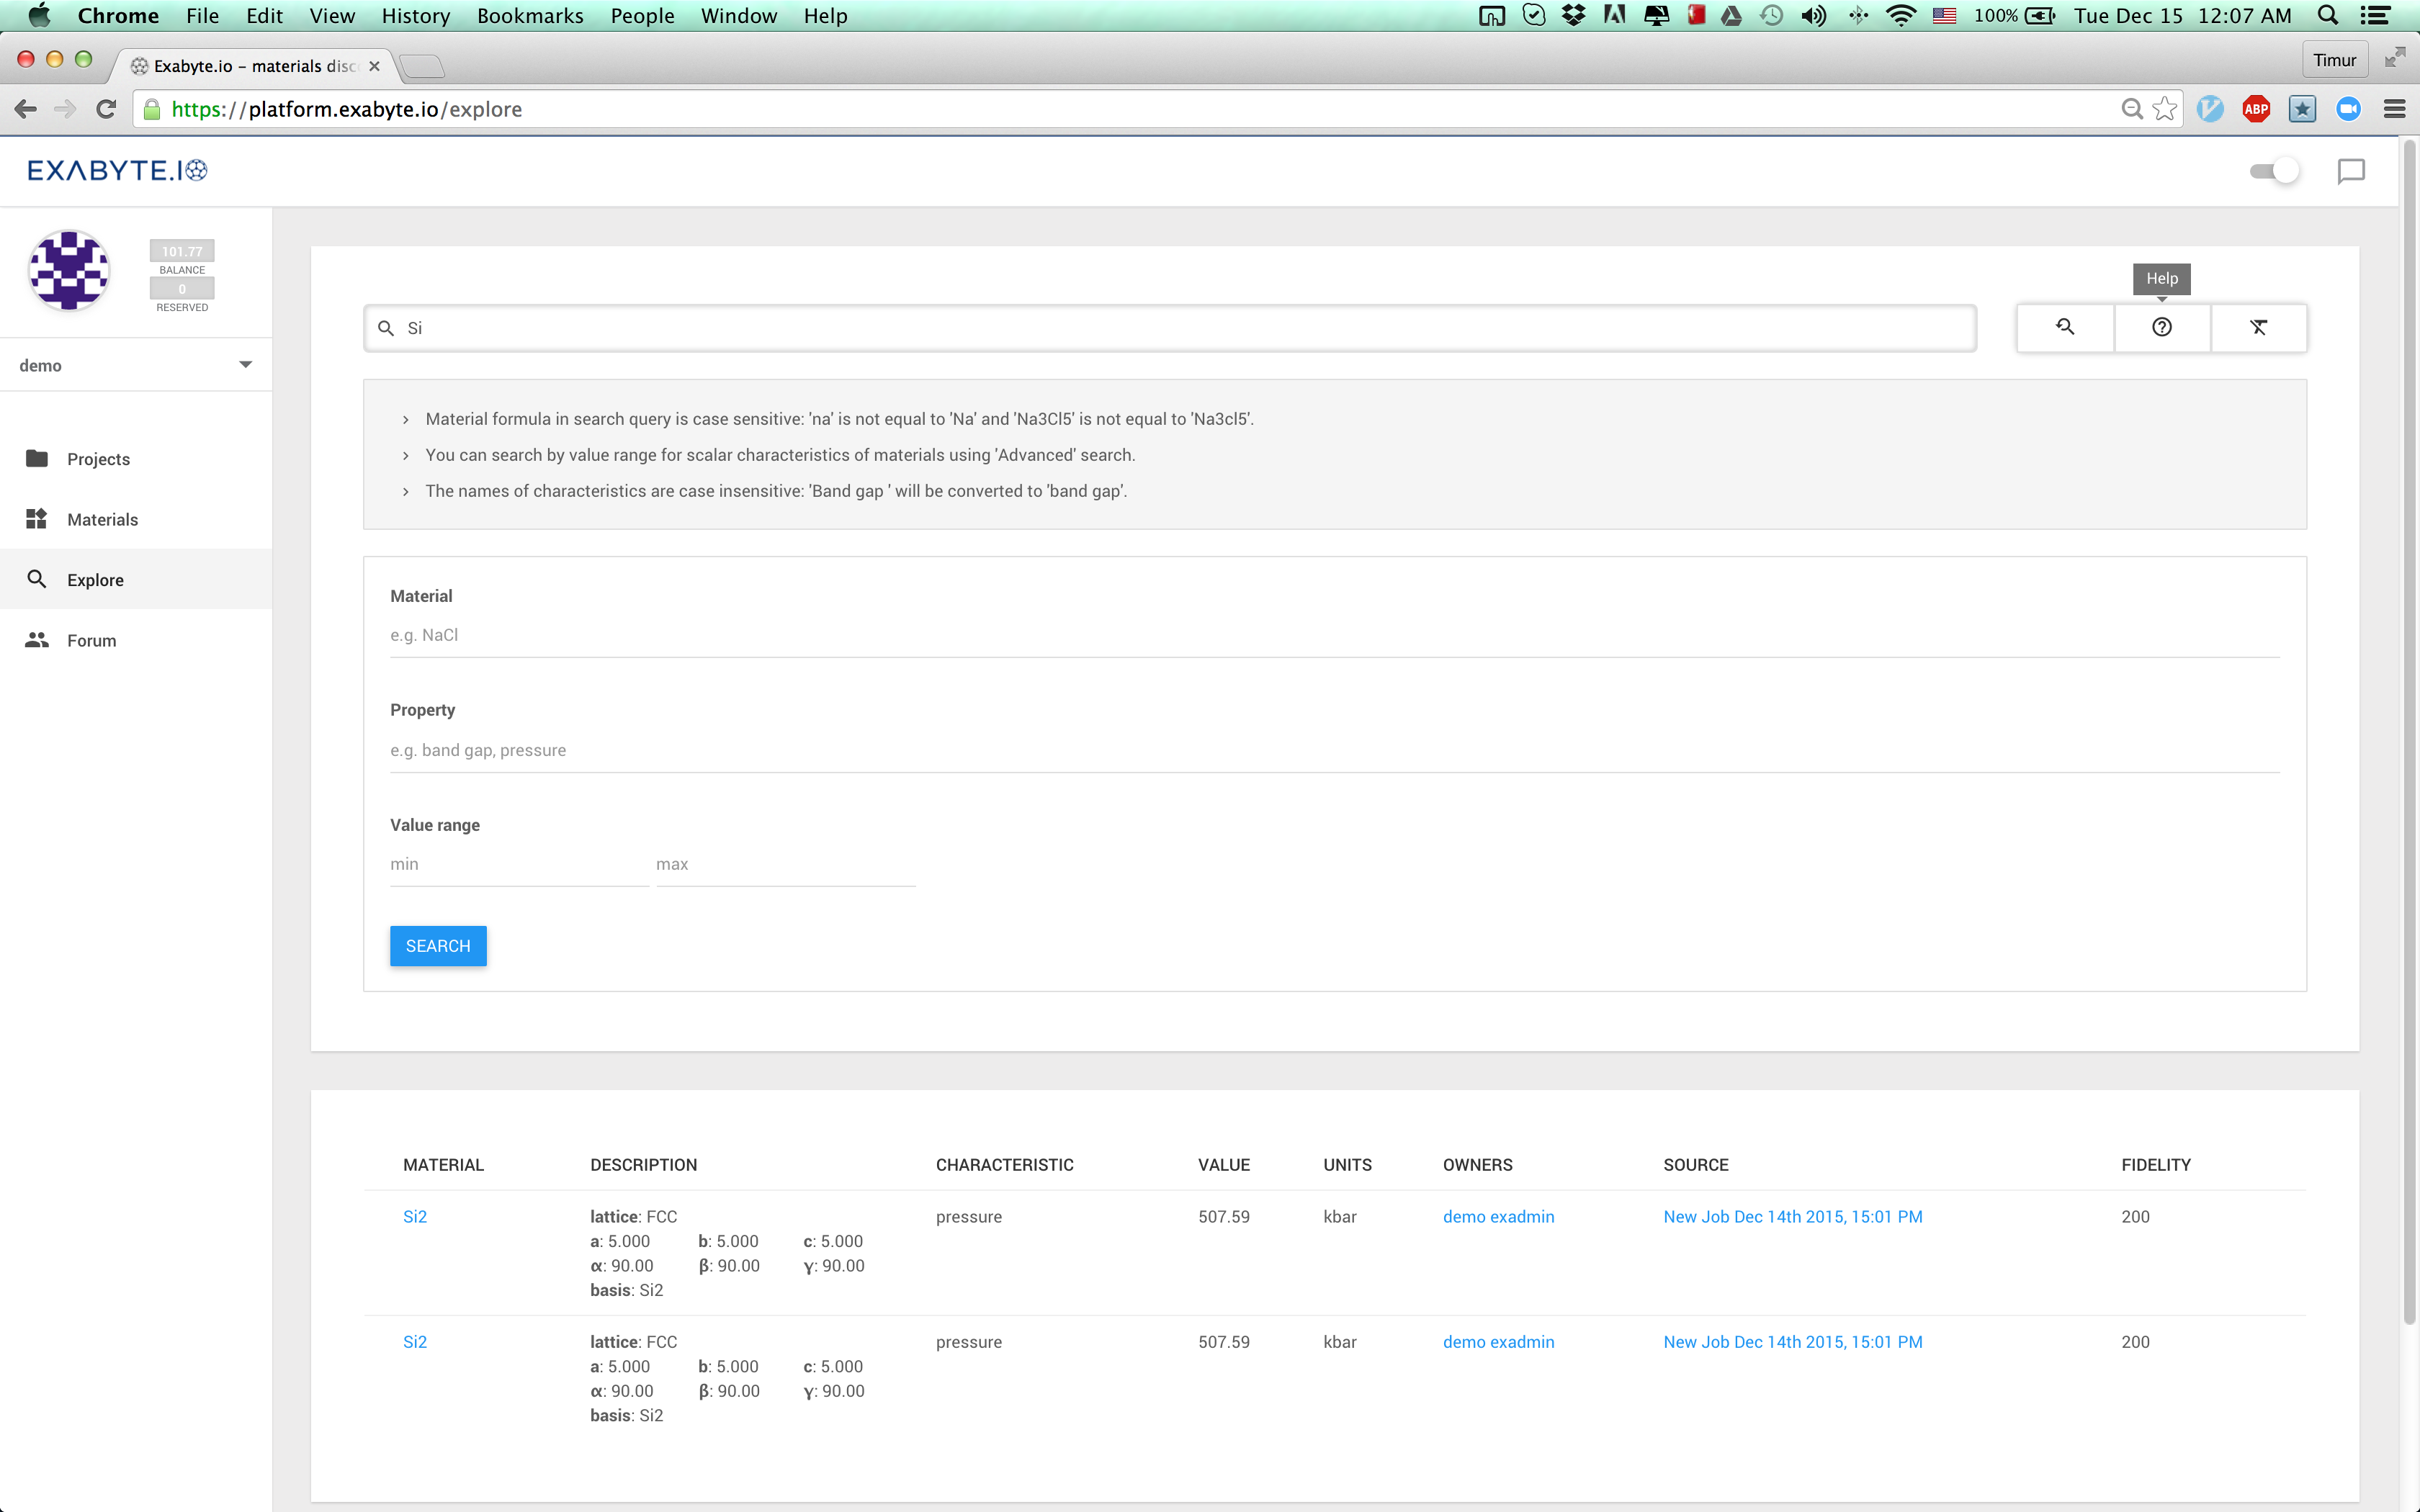 Chrome File Edit View History Bookmarks People Window Help 100% Tue Dec 15 12:07 AM
Exabyte.io – materials disc
Timur
https://platform.exabyte.io/explore
ABP
EXABYTE.IO
101.77
BALANCE
0
RESERVED
demo
Projects
Materials
Explore
Forum
Help
Si
Material formula in search query is case sensitive: 'na' is not equal to 'Na' and 'Na3Cl5' is not equal to 'Na3cl5'.
You can search by value range for scalar characteristics of materials using 'Advanced' search.
The names of characteristics are case insensitive: 'Band gap ' will be converted to 'band gap'.
Material
e.g. NaCl
Property
e.g. band gap, pressure
Value range
min max
SEARCH
MATERIAL DESCRIPTION CHARACTERISTIC VALUE UNITS OWNERS SOURCE FIDELITY
Si2 lattice: FCC pressure 507.59 kbar demo exadmin New Job Dec 14th 2015, 15:01 PM 200
a: 5.000 b: 5.000 c: 5.000
α: 90.00 β: 90.00 γ: 90.00
basis: Si2
Si2 lattice: FCC pressure 507.59 kbar demo exadmin New Job Dec 14th 2015, 15:01 PM 200
a: 5.000 b: 5.000 c: 5.000
α: 90.00 β: 90.00 γ: 90.00
basis: Si2